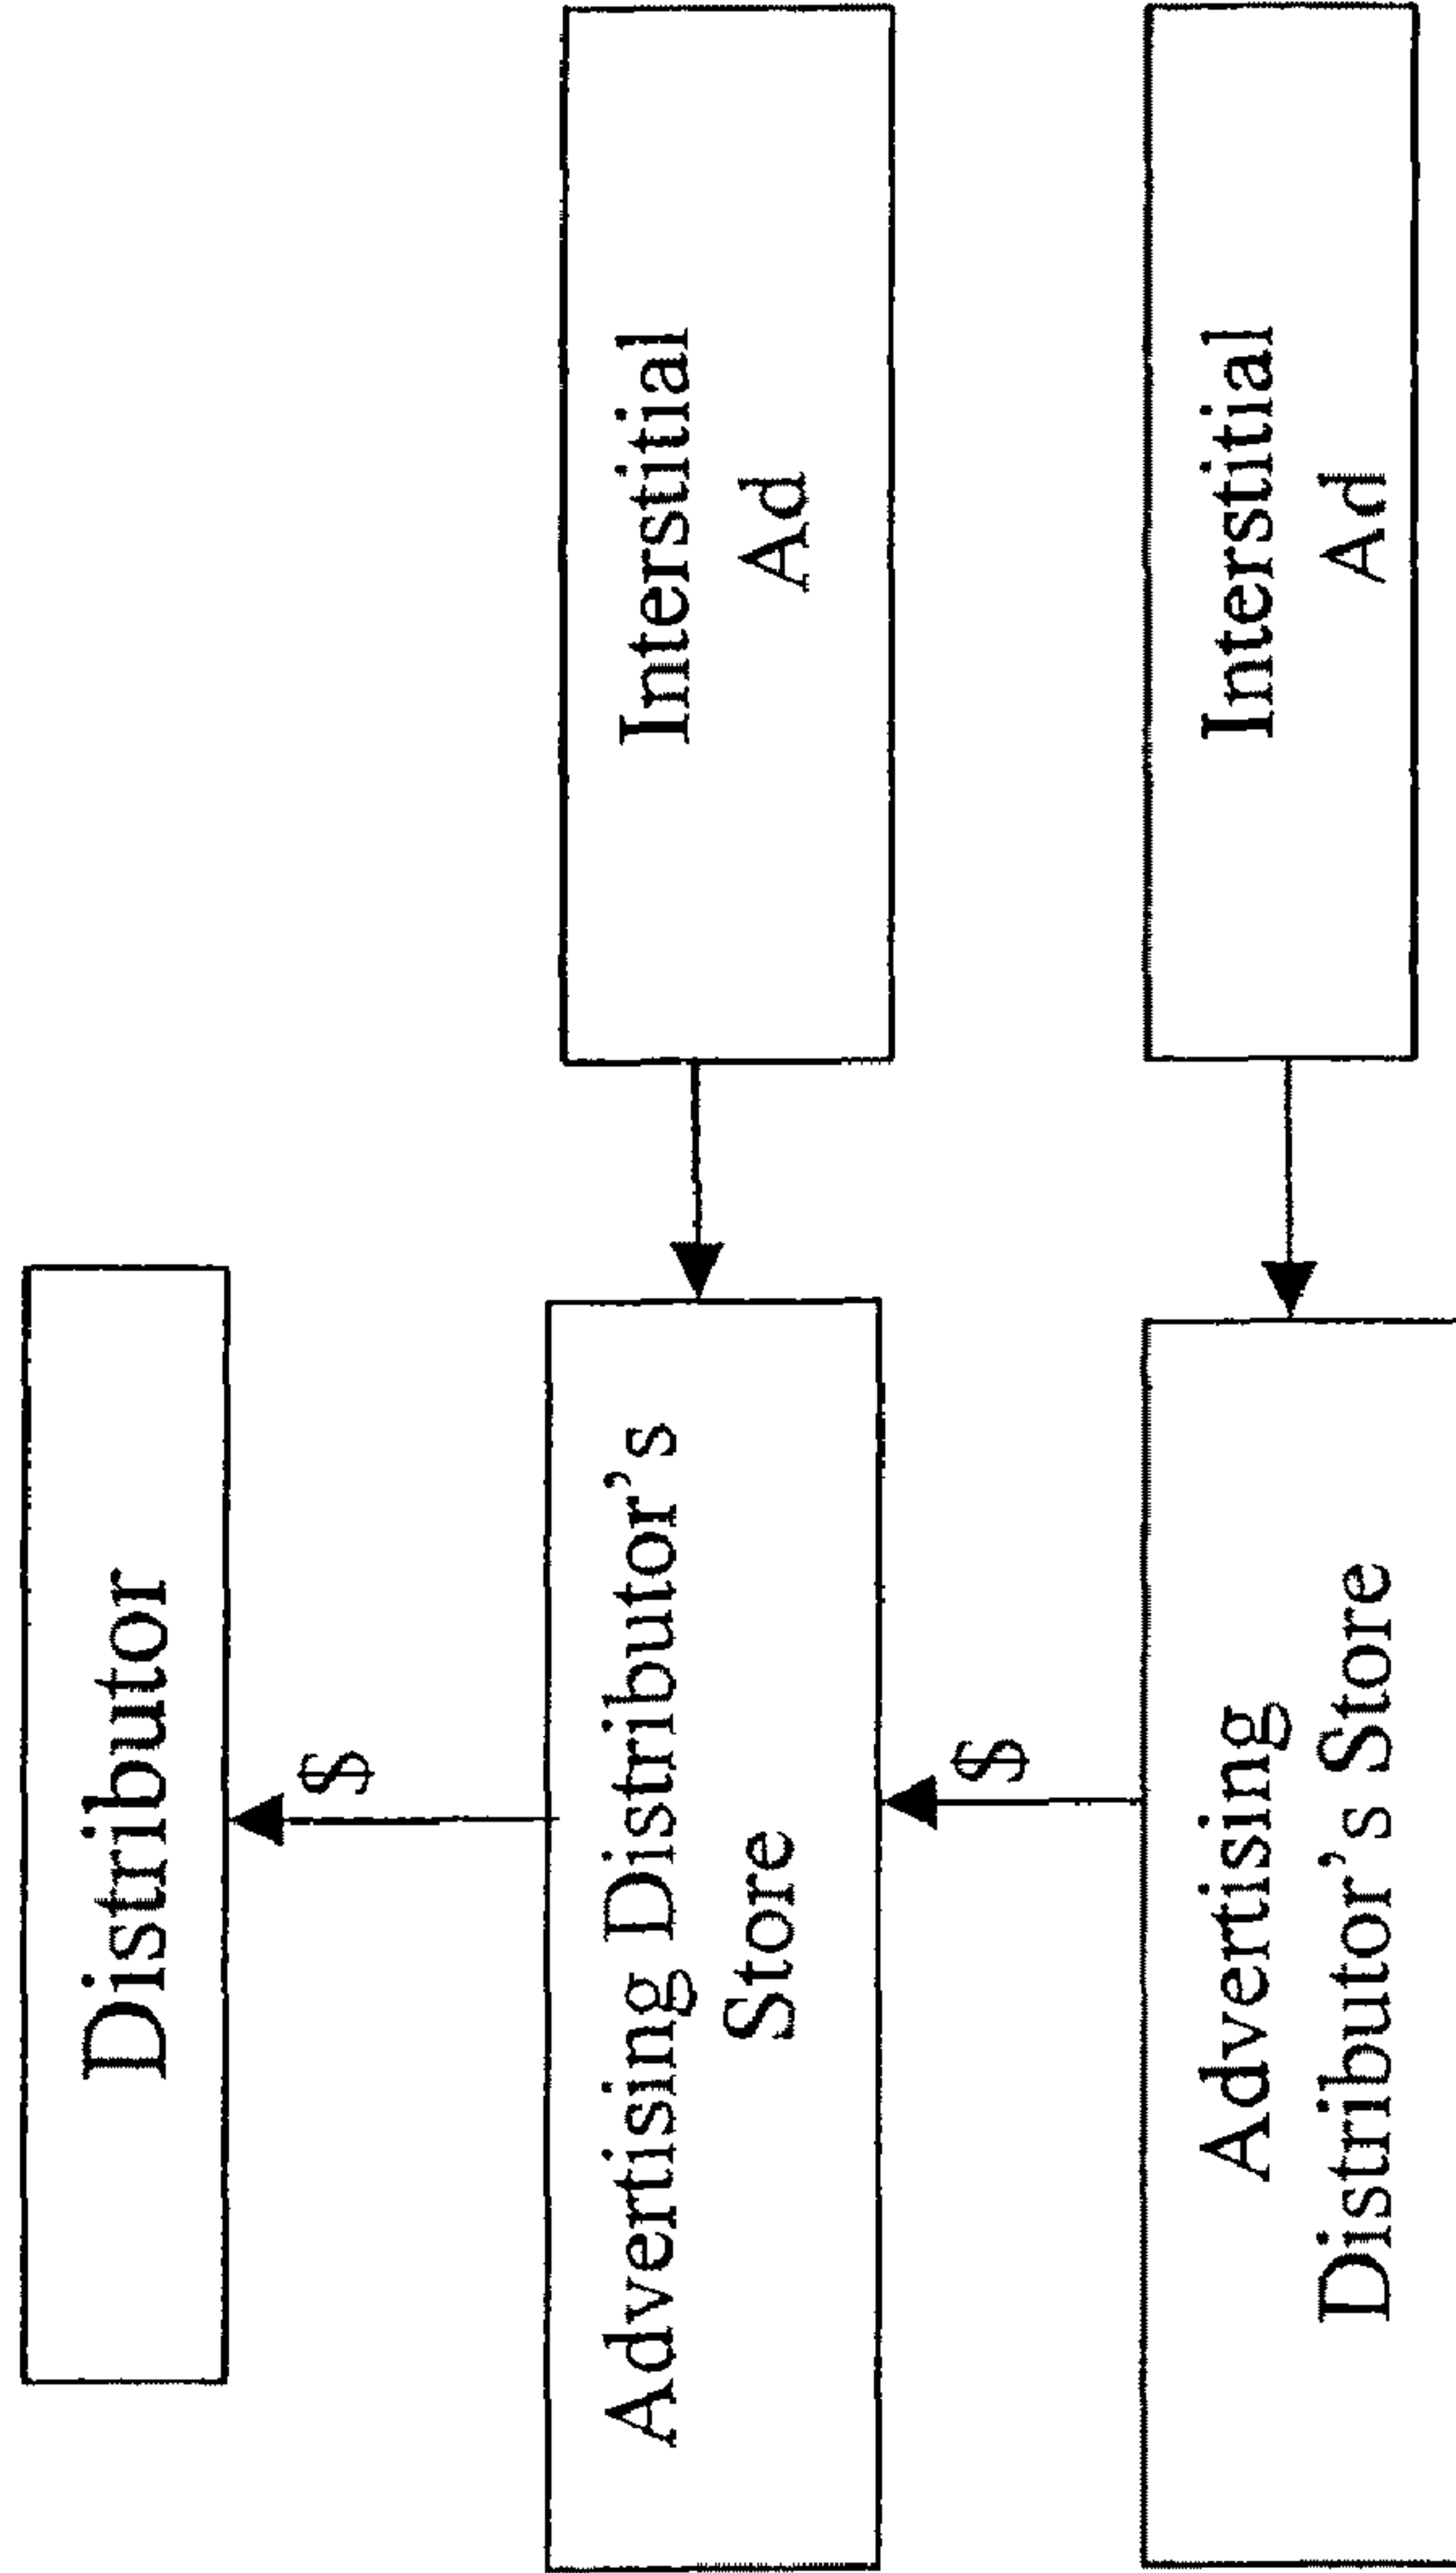 Distributor
$
Advertising Distributor's
Store
Interstitial
Ad
$
Advertising
Distributor's Store
Interstitial
Ad